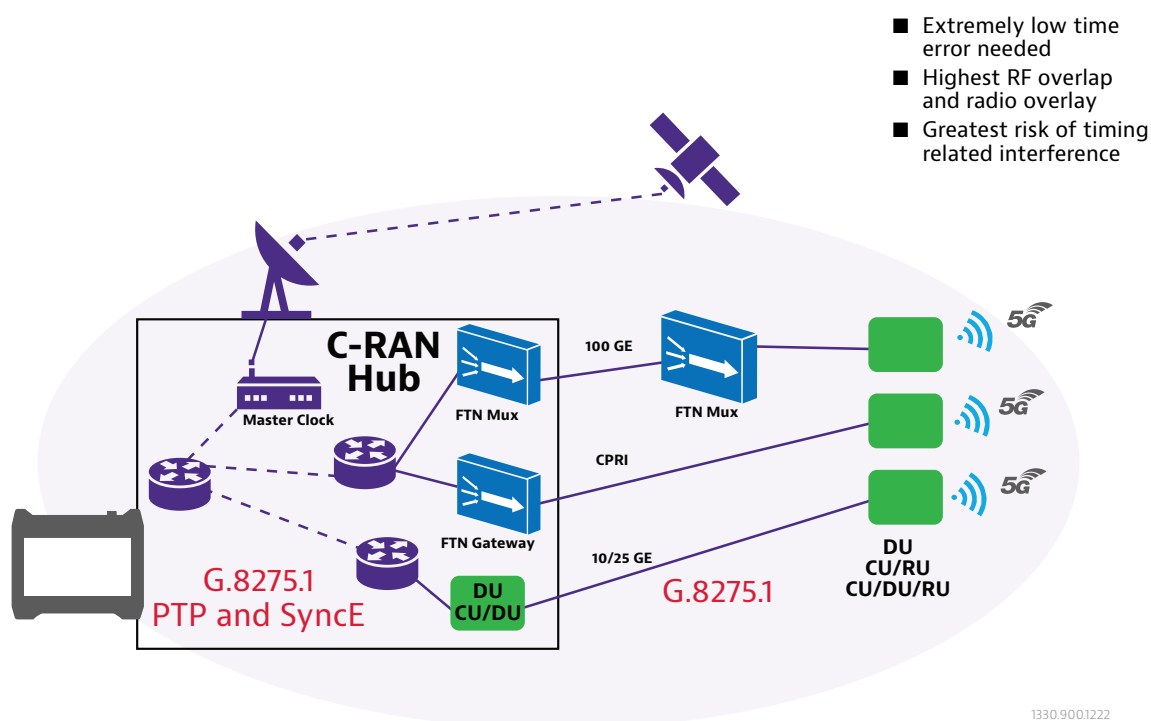 ■ Extremely low time
error needed
■ Highest RF overlap
and radio overlay
■ Greatest risk of timing
related interference
C-RAN
Hub
Master Clock
FTN Mux
100 GE
FTN Mux
5G
CPRI
5G
FTN Gateway
10/25 GE
5G
G.8275.1
PTP and SyncE
DU
CU/DU
G.8275.1
DU
CU/RU
CU/DU/RU
1330.900.1222